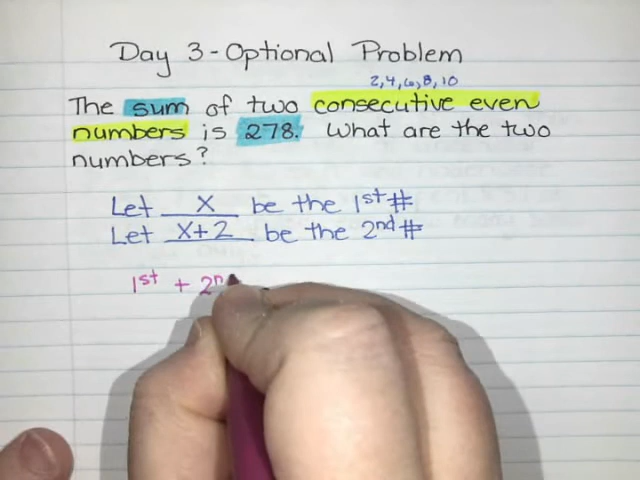 Day 3 - Optional Problem
2, 4, 6, 8, 10
The sum of two consecutive even
numbers is 278. What are the two
numbers?
Let x be the 1st #
Let x + 2 be the 2nd #
1st + 2n